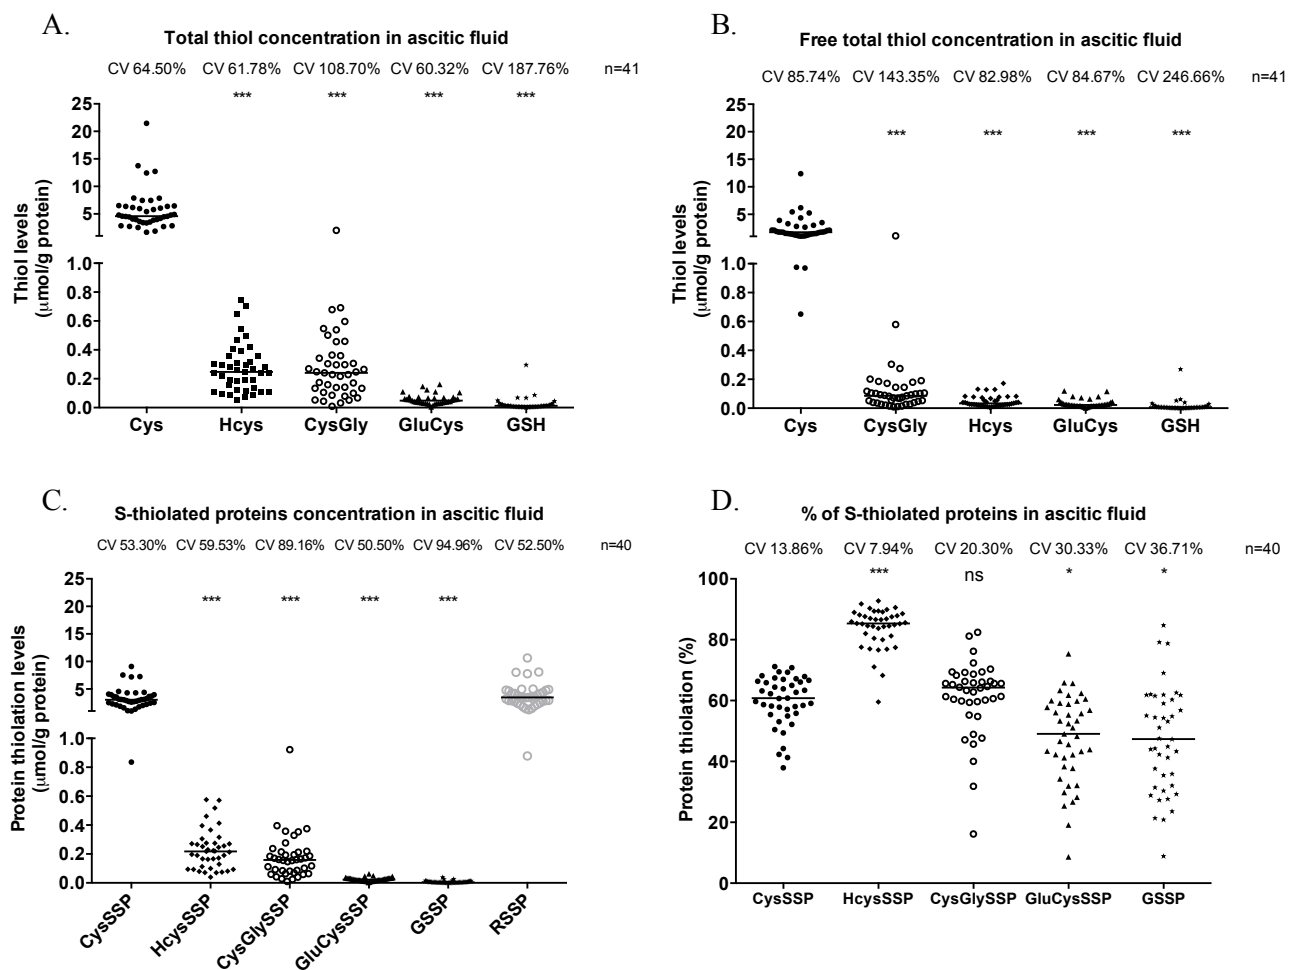 A.
Total thiol concentration in ascitic fluid
CV 64.50% CV 61.78% CV 108.70% CV 60.32% CV 187.76% n=41
*** *** *** ***
25
20
15
10
5
1.0
0.8
0.6
0.4
0.2
0.0
Thiol levels
(μmol/g protein)
Cys Hcys CysGly GluCys GSH
B.
Free total thiol concentration in ascitic fluid
CV 85.74% CV 143.35% CV 82.98% CV 84.67% CV 246.66% n=41
*** *** *** ***
25
20
15
10
5
1.0
0.8
0.6
0.4
0.2
0.0
Thiol levels
(μmol/g protein)
Cys CysGly Hcys GluCys GSH
C.
S-thiolated proteins concentration in ascitic fluid
CV 53.30% CV 59.53% CV 89.16% CV 50.50% CV 94.96% CV 52.50% n=40
*** *** *** ***
25
20
15
10
5
1.0
0.8
0.6
0.4
0.2
0.0
Protein thiolation levels
(μmol/g protein)
CysSSP HcysSSP CysGlySSP GluCysSSP GSSP RSSP
D.
% of S-thiolated proteins in ascitic fluid
CV 13.86% CV 7.94% CV 20.30% CV 30.33% CV 36.71% n=40
*** ns * *
100
80
60
40
20
0
Protein thiolation (%)
CysSSP HcysSSP CysGlySSP GluCysSSP GSSP